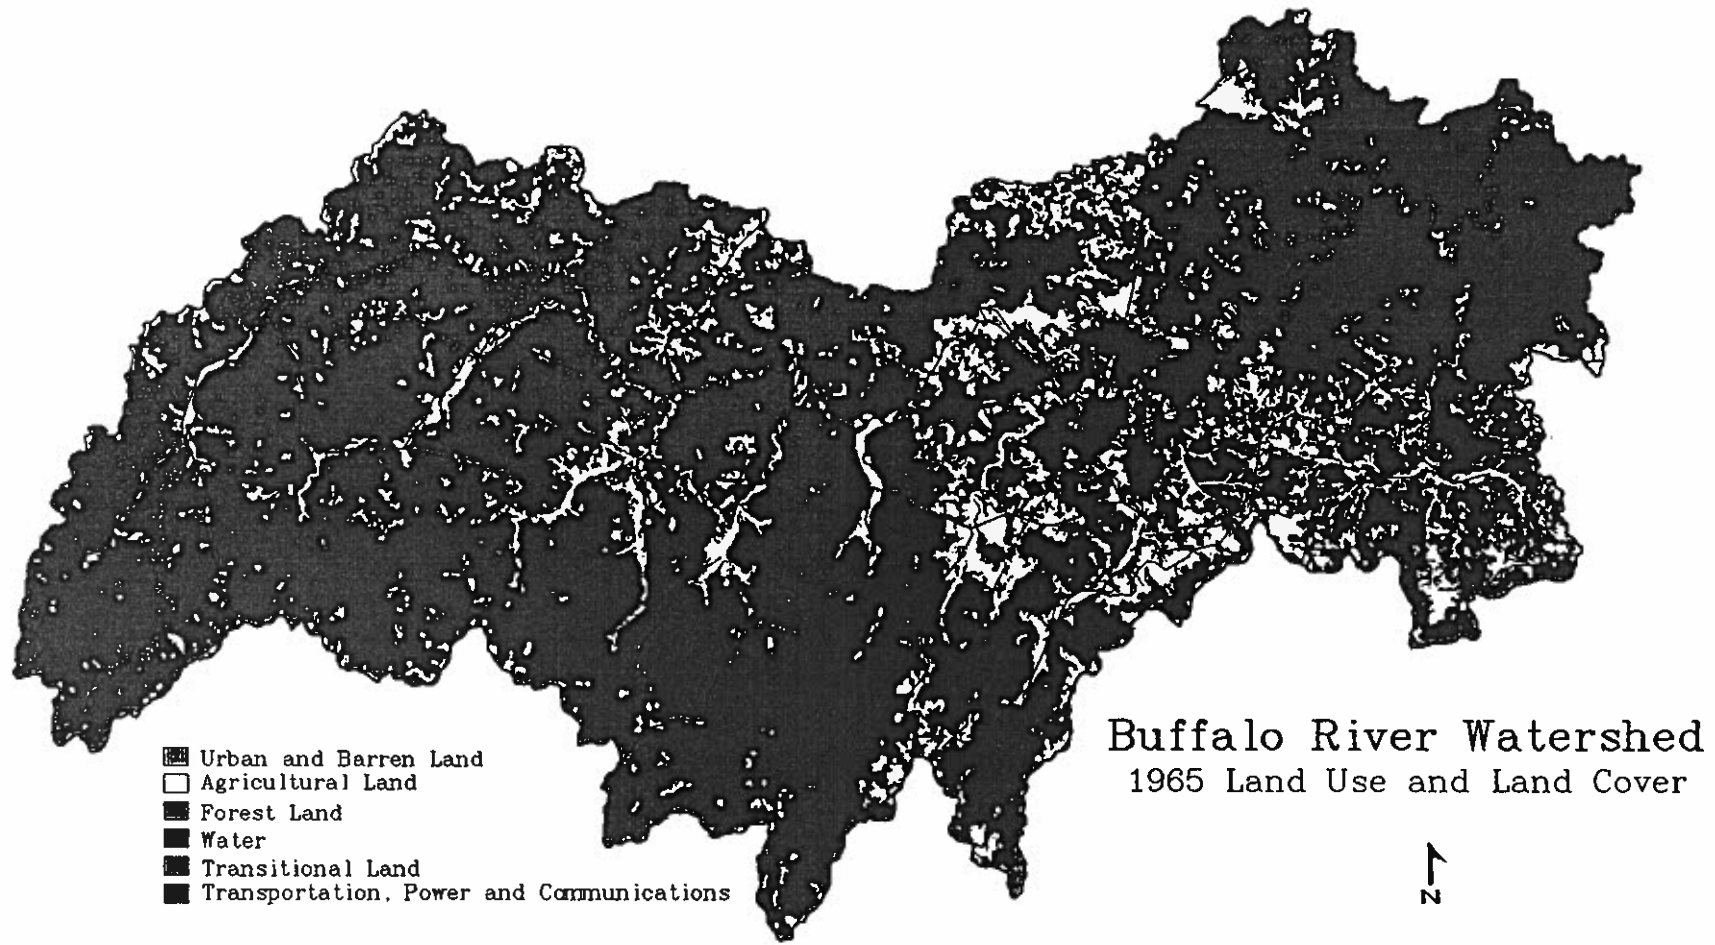 Urban and Barren Land
Agricultural Land
Forest Land
Water
Transitional Land
Transportation, Power and Communications
Buffalo River Watershed
1965 Land Use and Land Cover
N